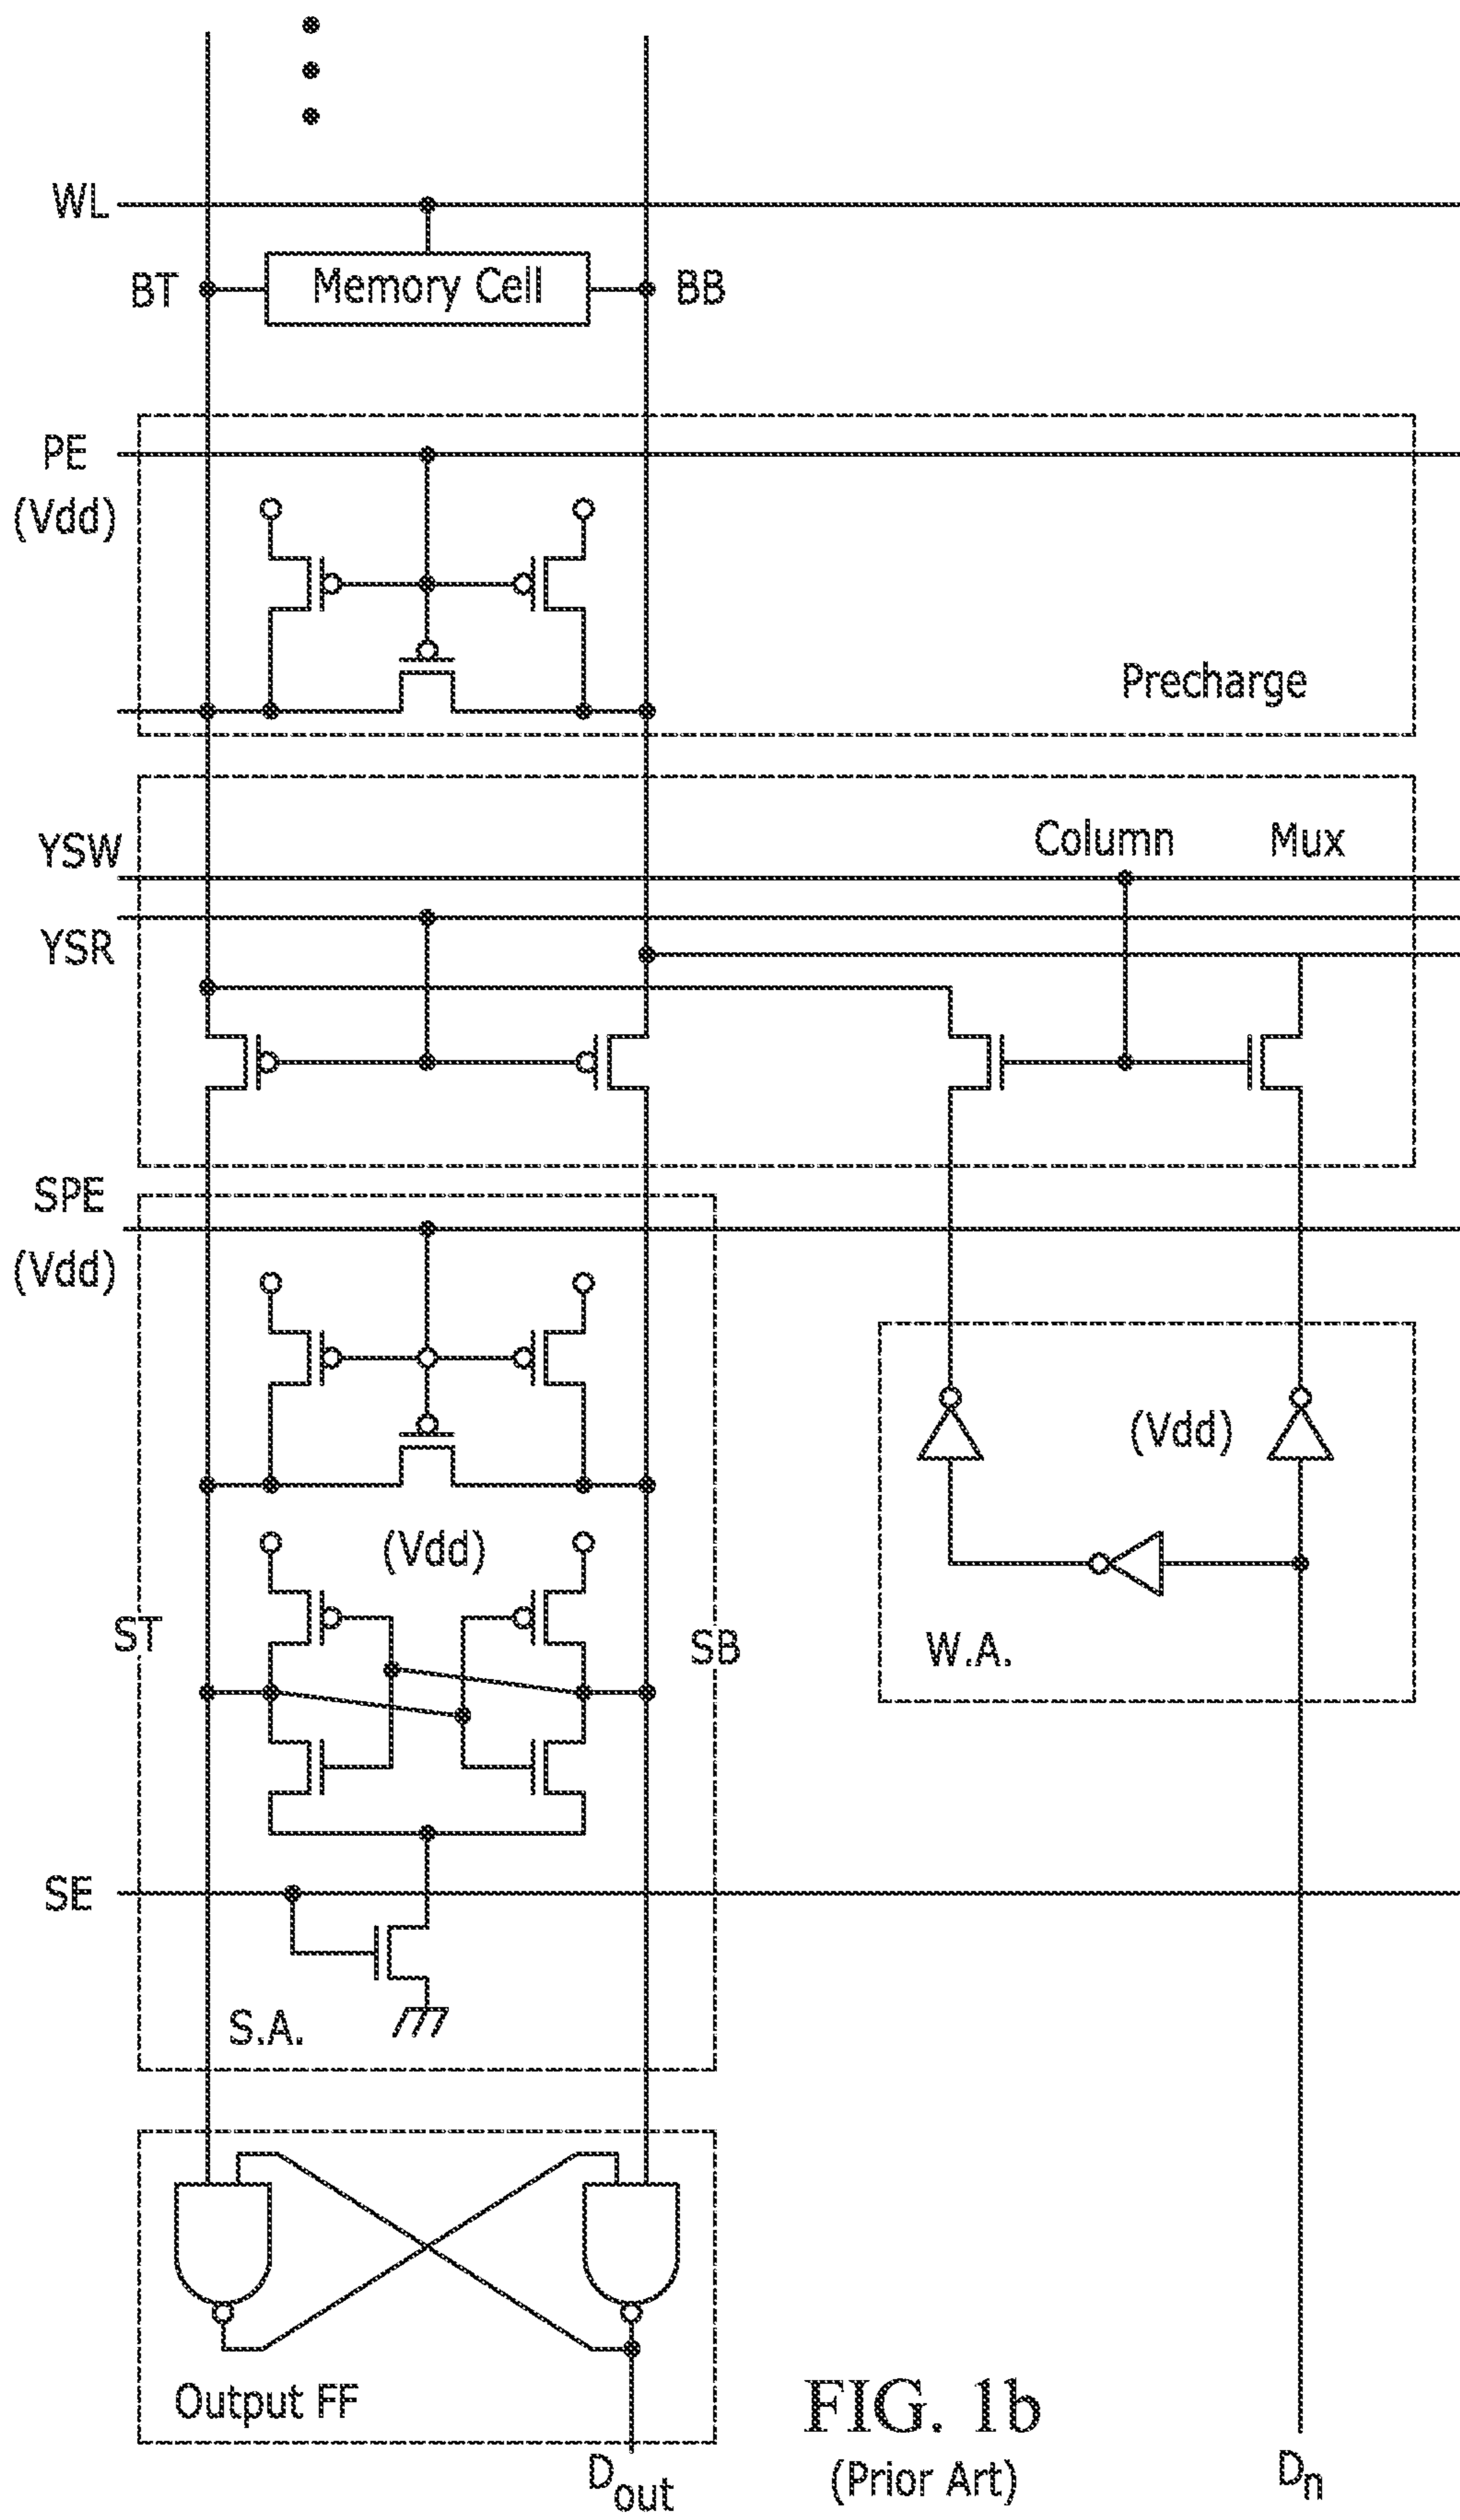 WL
BT
Memory Cell
BB
PE
(Vdd)
Precharge
YSW
Column Mux
YSR
SPE
(Vdd)
(Vdd)
(Vdd)
ST
SB
W.A.
SE
S.A.
Output FF
FIG. 1b
(Prior Art)
Dout
Dn